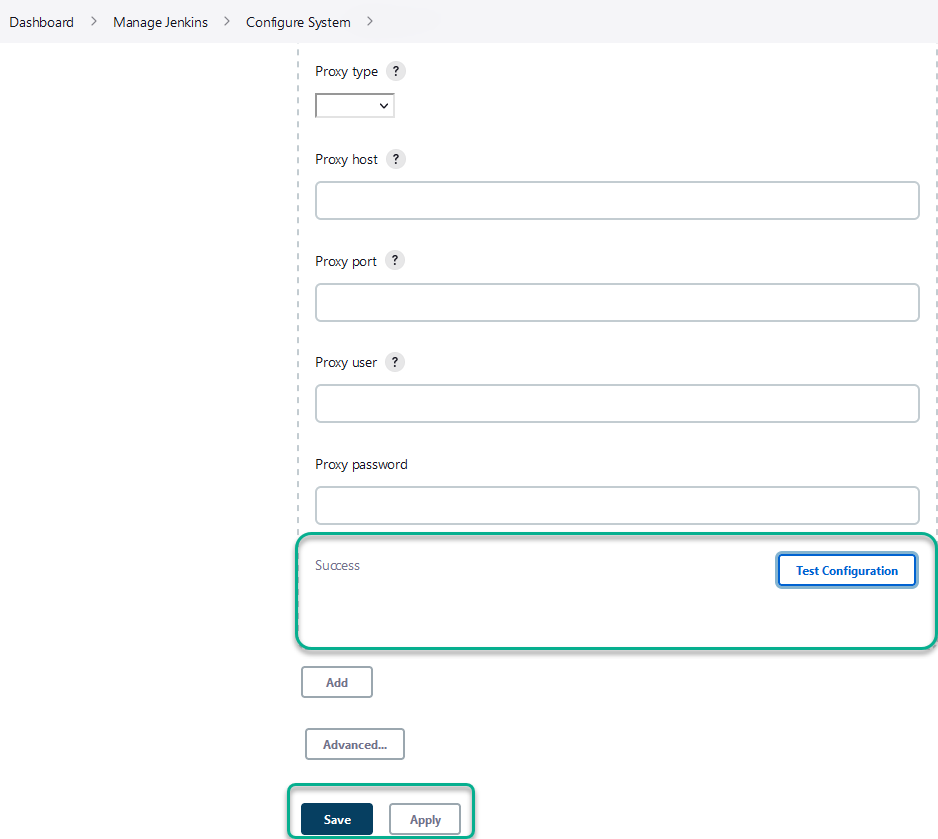 Dashboard > Manage Jenkins > Configure System >
Proxy type ?
Proxy host ?
Proxy port ?
Proxy user ?
Proxy password
Success Test Configuration
Add
Advanced...
Save Apply